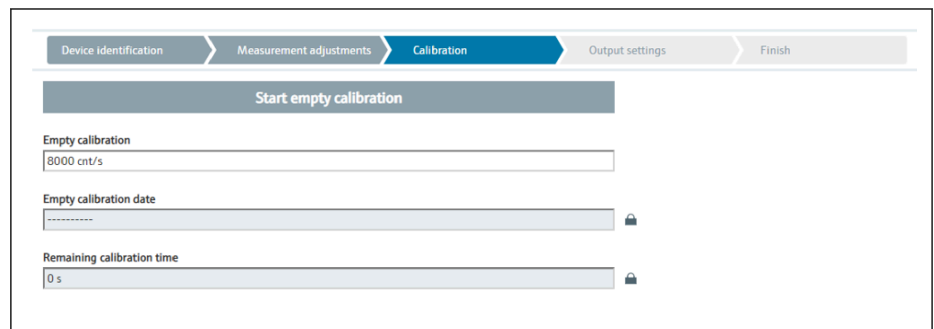 Device identification
Measurement adjustments
Calibration
Output settings
Finish
Start empty calibration
Empty calibration
8000 cnt/s
Empty calibration date
----------
Remaining calibration time
0 s